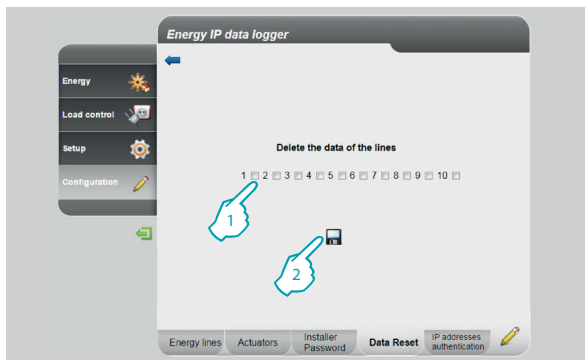 Energy IP data logger
Energy
Load control
Setup
Configuration
Delete the data of the lines
1 2 3 4 5 6 7 8 9 10
1
2
Energy lines
Actuators
Installer
Password
Data Reset
IP addresses
authentication